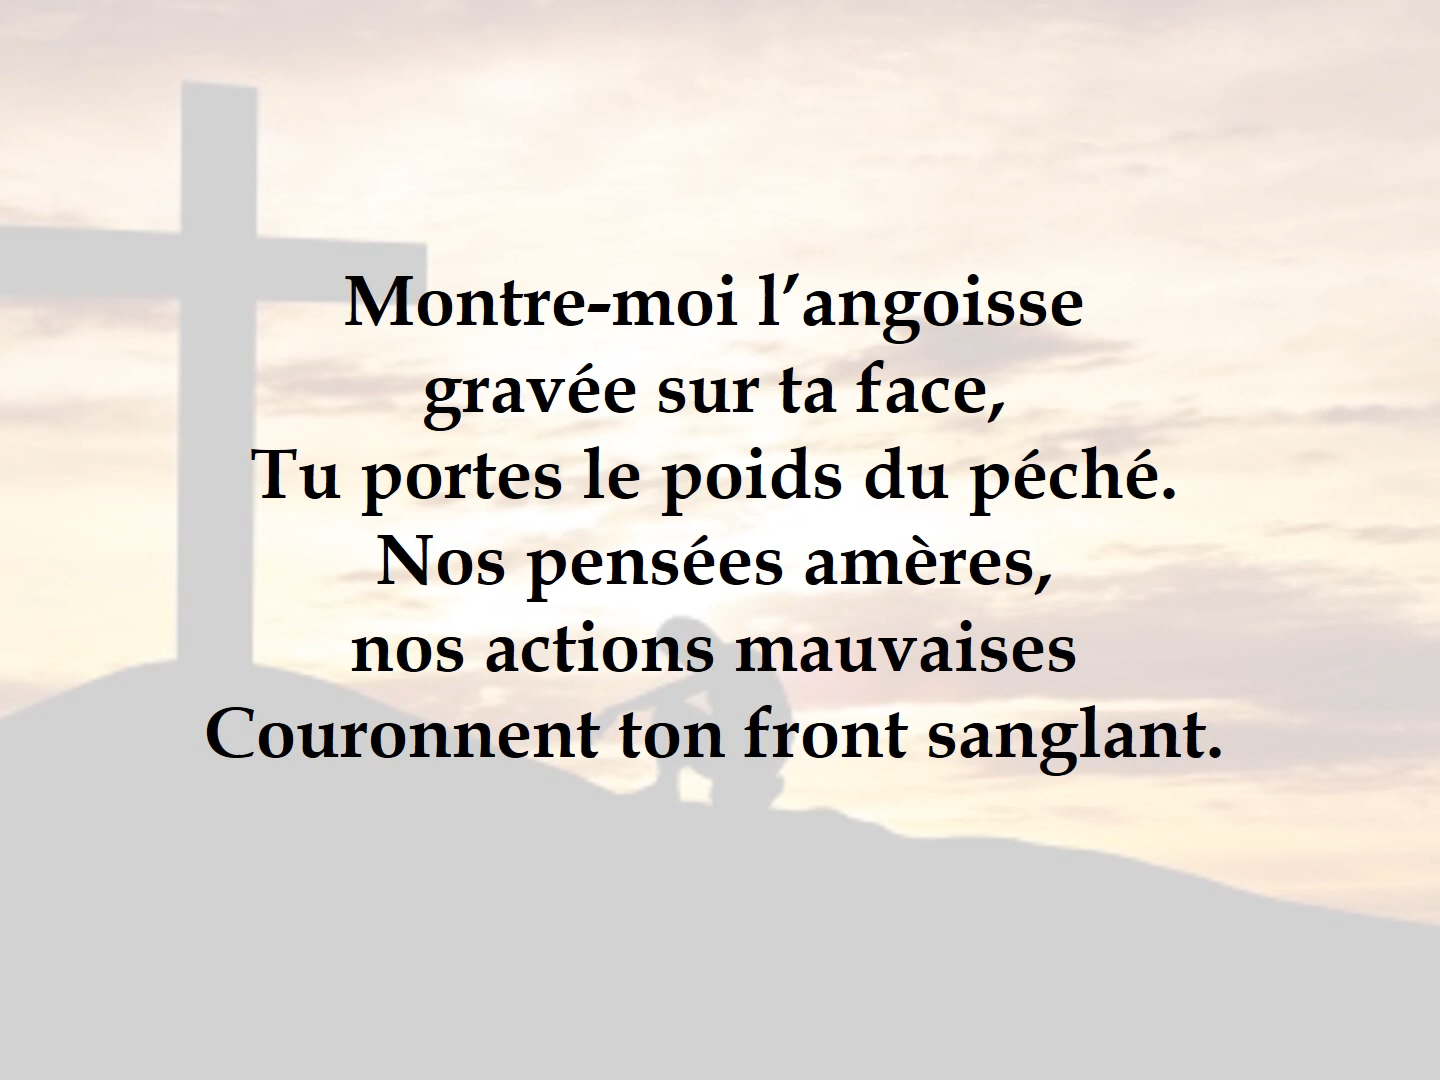 Montre-moi l’angoisse
gravée sur ta face,
Tu portes le poids du péché.
Nos pensées amères,
nos actions mauvaises
Couronnent ton front sanglant.